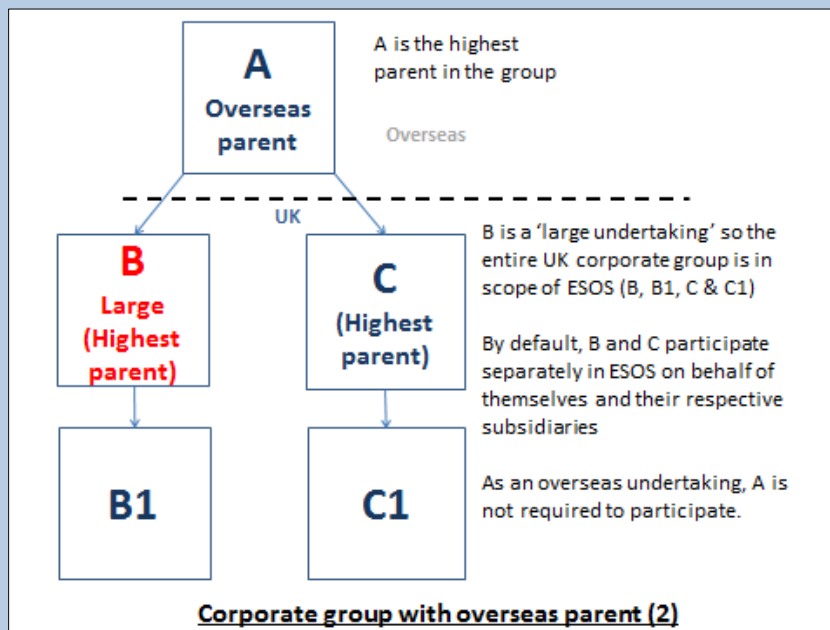 A
Overseas
parent
A is the highest
parent in the group
Overseas
UK
B
Large
(Highest
parent)
C
(Highest
parent)
B is a ‘large undertaking’ so the
entire UK corporate group is in
scope of ESOS (B, B1, C & C1)
By default, B and C participate
separately in ESOS on behalf of
themselves and their respective
subsidiaries
B1
C1
As an overseas undertaking, A is
not required to participate.
Corporate group with overseas parent (2)